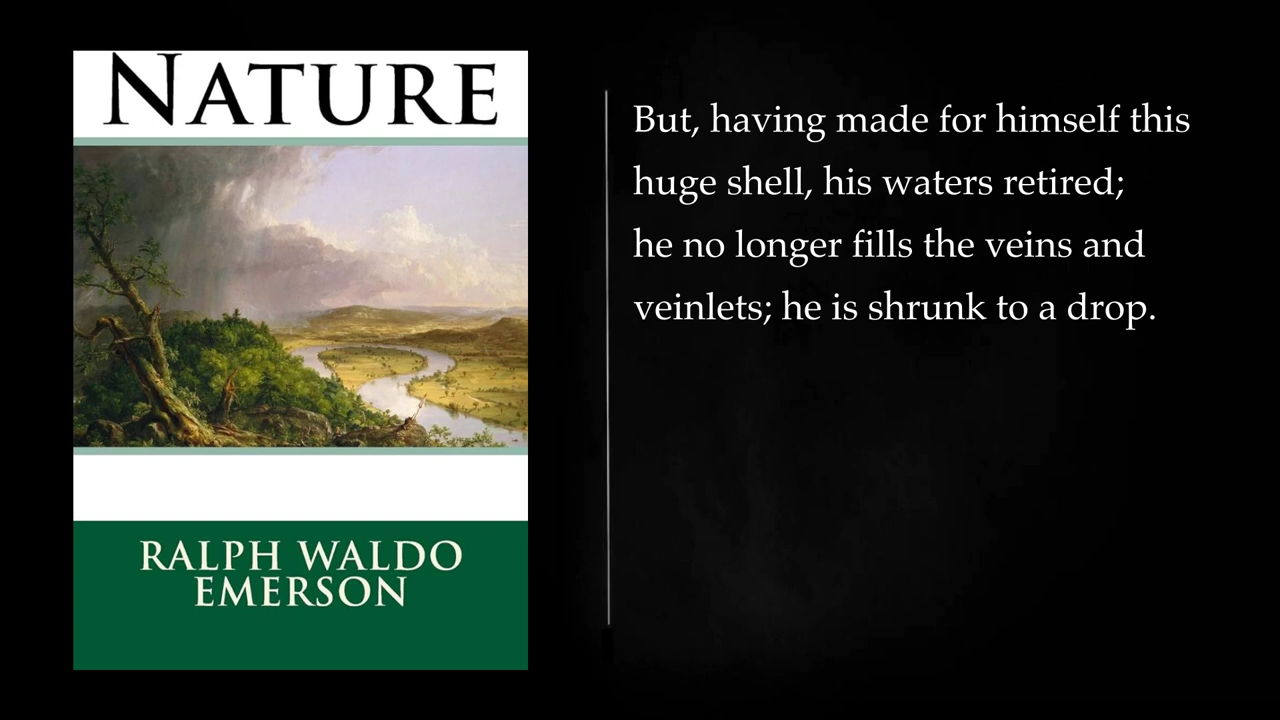 NATURE
RALPH WALDO
EMERSON
But, having made for himself this
huge shell, his waters retired;
he no longer fills the veins and
veinlets; he is shrunk to a drop.